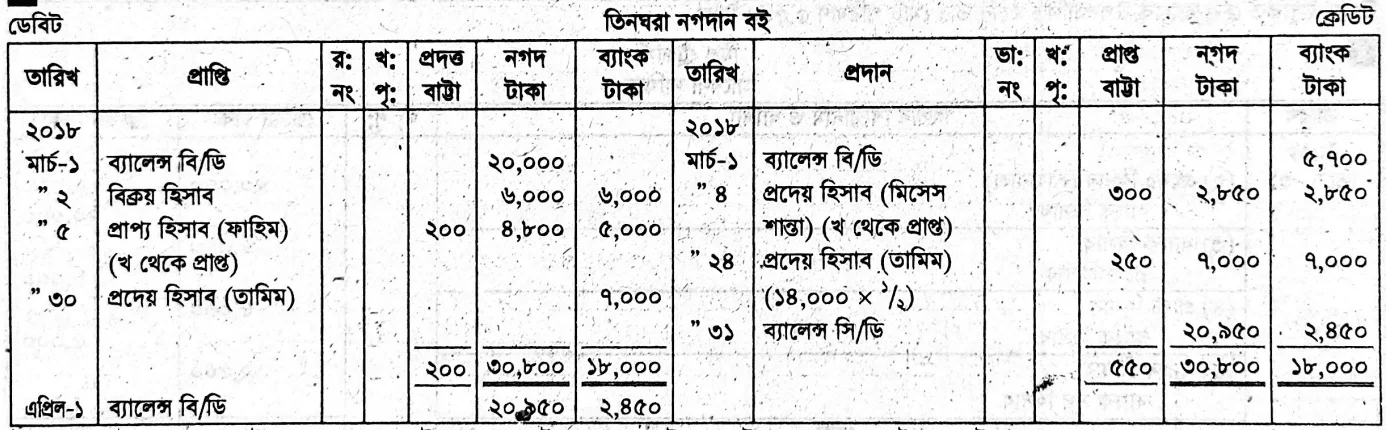 ডেবিট তিনঘরা নগদান বই ক্রেডিট
তারিখ প্রাপ্তি র: নং খ: পৃ: প্রদত্ত বাট্টা নগদ টাকা ব্যাংক টাকা তারিখ প্রদান ভা: নং খ: পৃ: প্রাপ্ত বাট্টা নগদ টাকা ব্যাংক টাকা
২০১৮ ২০১৮
মার্চ-১ ব্যালেন্স বি/ডি ২০,০০০ মার্চ-১ ব্যালেন্স বি/ডি ৫,৭০০
" ২ বিক্রয় হিসাব ৬,০০০ ৬,০০০ " ৪ প্রদেয় হিসাব (মিসেস ৩০০ ২,৮৫০ ২,৮৫০
" ৫ প্রাপ্য হিসাব (ফাহিম) ২০০ ৪,৮০০ ৫,০০০ শান্তা) (খ থেকে প্রাপ্ত)
(খ থেকে প্রাপ্ত) " ২৪ প্রদেয় হিসাব (তামিম) ২৫০ ৭,০০০ ৭,০০০
" ৩০ প্রদেয় হিসাব (তামিম) ৭,০০০ (১৪,০০০ × ১/২)
" ৩১ ব্যালেন্স সি/ডি ২০,৯৫০ ২,৪৫০
২০০ ৩০,৮০০ ১৮,০০০ ৫৫০ ৩০,৮০০ ১৮,০০০
এপ্রিল-১ ব্যালেন্স বি/ডি ২০,৯৫০ ২,৪৫০